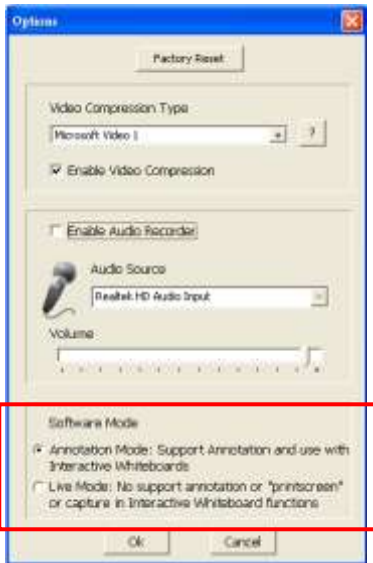 Options
Factory Reset
Video Compression Type
Microsoft Video 1
?
Enable Video Compression
Enable Audio Recorder
Audio Source
Realtek HD Audio Input
Volume
Software Mode
Annotation Mode: Support Annotation and use with
Interactive Whiteboards
Live Mode: No support annotation or "printscreen"
or capture in Interactive Whiteboard functions
Ok
Cancel